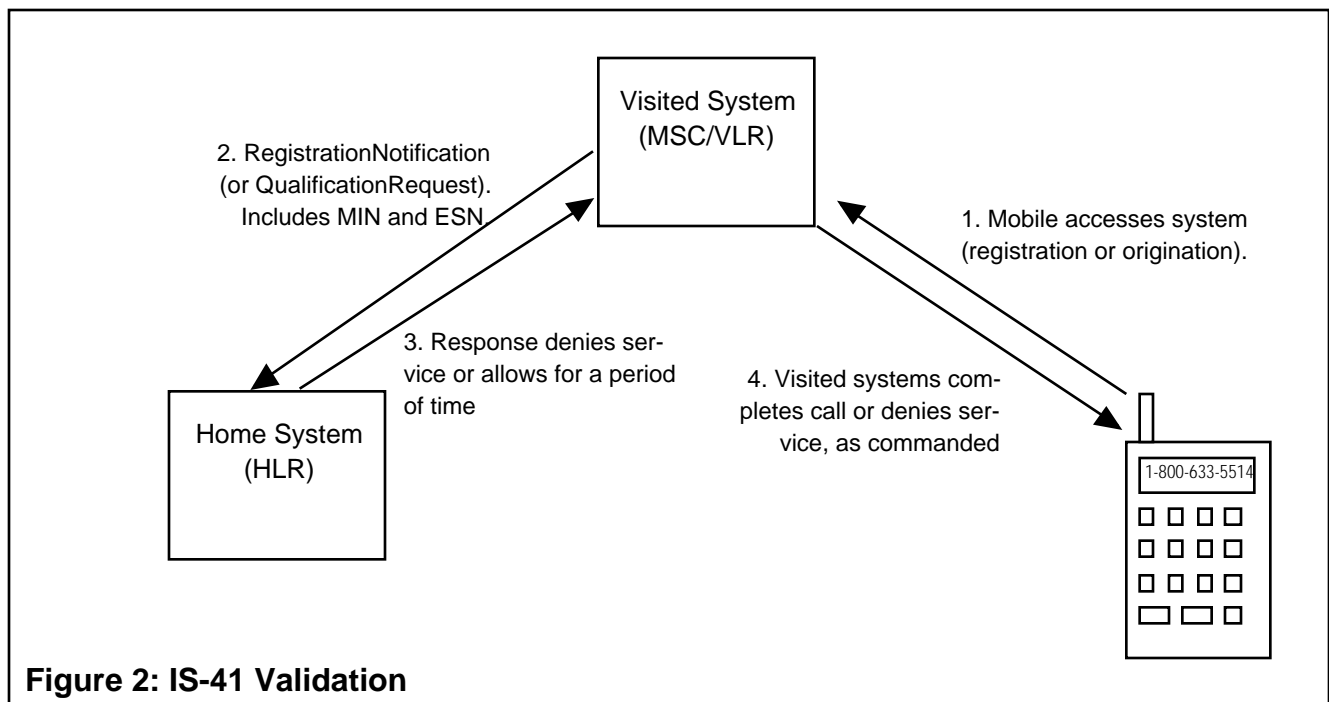 Visited System
(MSC/VLR)
2. RegistrationNotification
(or QualificationRequest).
Includes MIN and ESN.
1. Mobile accesses system
(registration or origination).
3. Response denies ser-
vice or allows for a period
of time
4. Visited systems com-
pletes call or denies ser-
vice, as commanded
Home System
(HLR)
1-800-633-5514
Figure 2: IS-41 Validation